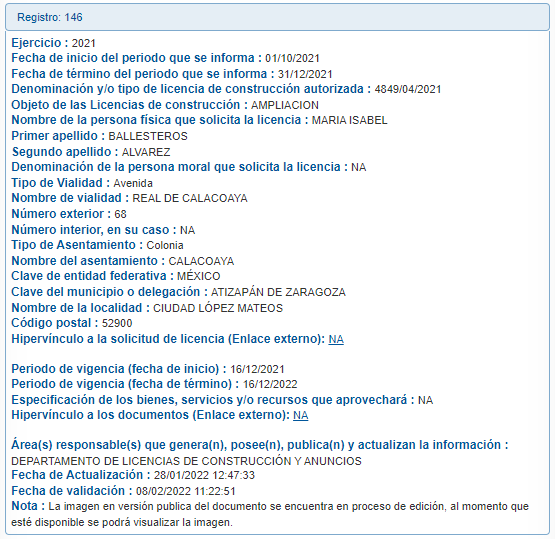 Registro: 146
Ejercicio : 2021
Fecha de inicio del periodo que se informa : 01/10/2021
Fecha de término del periodo que se informa : 31/12/2021
Denominación y/o tipo de licencia de construcción autorizada : 4849/04/2021
Objeto de las Licencias de construcción : AMPLIACION
Nombre de la persona física que solicita la licencia : MARIA ISABEL
Primer apellido : BALLESTEROS
Segundo apellido : ALVAREZ
Denominación de la persona moral que solicita la licencia : NA
Tipo de Vialidad : Avenida
Nombre de vialidad : REAL DE CALACOAYA
Número exterior : 68
Número interior, en su caso : NA
Tipo de Asentamiento : Colonia
Nombre del asentamiento : CALACOAYA
Clave de entidad federativa : MÉXICO
Clave del municipio o delegación : ATIZAPÁN DE ZARAGOZA
Nombre de la localidad : CIUDAD LÓPEZ MATEOS
Código postal : 52900
Hipervínculo a la solicitud de licencia (Enlace externo): NA
Periodo de vigencia (fecha de inicio) : 16/12/2021
Periodo de vigencia (fecha de término) : 16/12/2022
Especificación de los bienes, servicios y/o recursos que aprovechará : NA
Hipervínculo a los documentos (Enlace externo): NA
Área(s) responsable(s) que genera(n), posee(n), publica(n) y actualizan la información :
DEPARTAMENTO DE LICENCIAS DE CONSTRUCCIÓN Y ANUNCIOS
Fecha de Actualización : 28/01/2022 12:47:33
Fecha de validación : 08/02/2022 11:22:51
Nota : La imagen en versión publica del documento se encuentra en proceso de edición, al momento que
esté disponible se podrá visualizar la imagen.